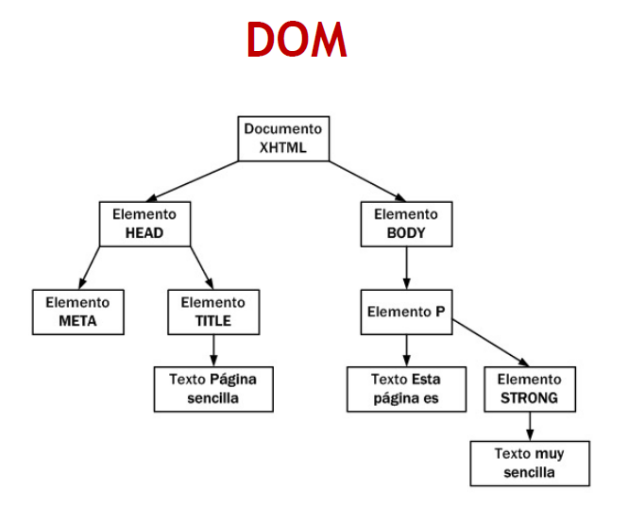 DOM
Documento
XHTML
Elemento
HEAD
Elemento
BODY
Elemento
META
Elemento
TITLE
Elemento P
Texto Página
sencilla
Texto Esta
página es
Elemento
STRONG
Texto muy
sencilla